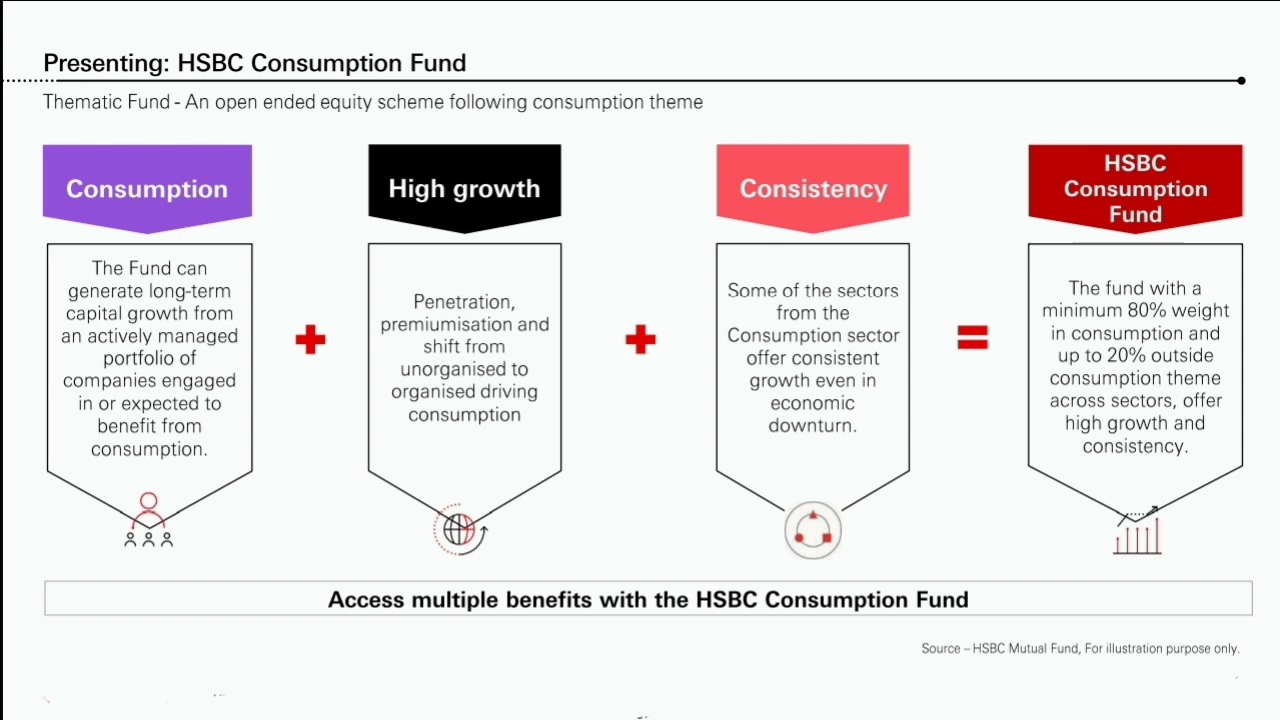 Presenting: HSBC Consumption Fund
Thematic Fund - An open ended equity scheme following consumption theme
Consumption
The Fund can
generate long-term
capital growth from
an actively managed
portfolio of
companies engaged
in or expected to
benefit from
consumption.
High growth
Penetration,
premiumisation and
shift from
unorganised to
organised driving
consumption
Consistency
Some of the sectors
from the
Consumption sector
offer consistent
growth even in
economic
downturn.
HSBC
Consumption
Fund
The fund with a
minimum 80% weight
in consumption and
up to 20% outside
consumption theme
across sectors, offer
high growth and
consistency.
Access multiple benefits with the HSBC Consumption Fund
Source – HSBC Mutual Fund, For illustration purpose only.